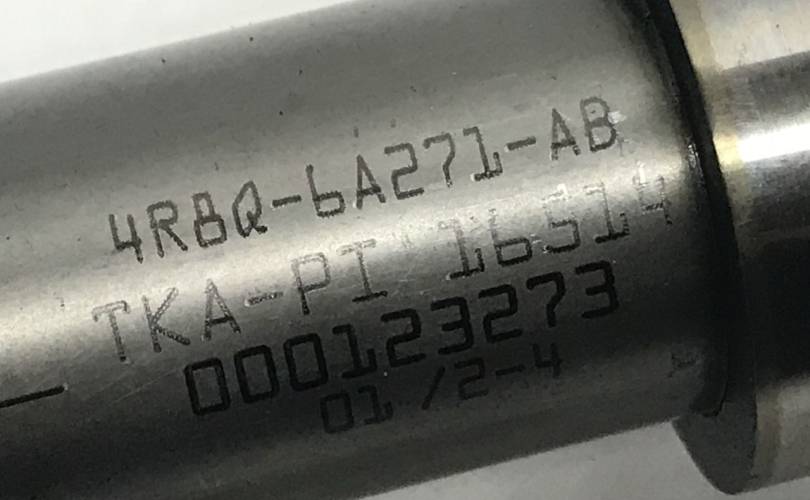 4R8Q-6A271-AB
TKA-PI 16514
000123273
01 /2-4